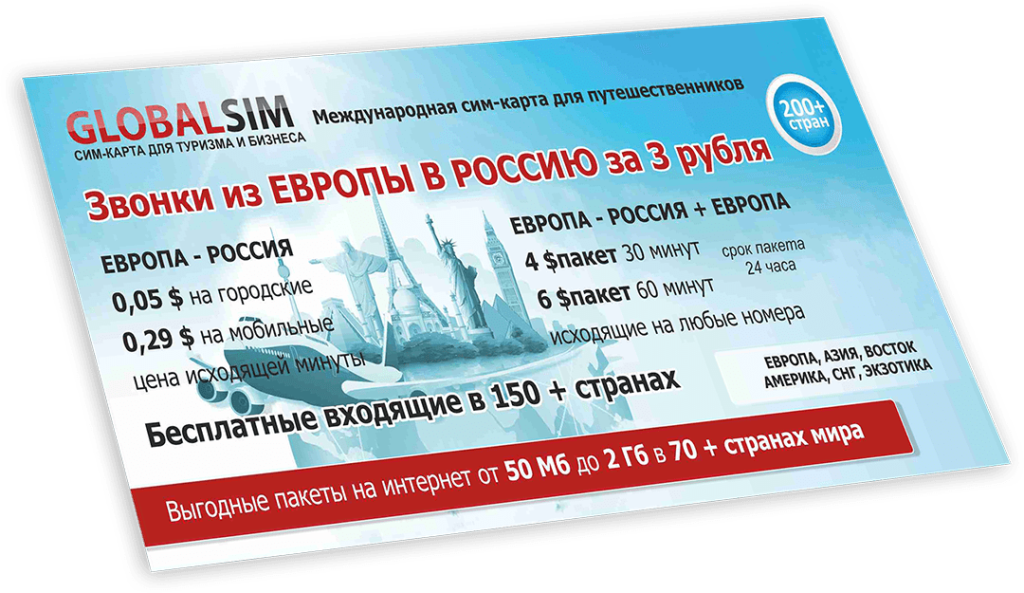 GLOBALSIM
СИМ-КАРТА ДЛЯ ТУРИЗМА И БИЗНЕСА
Международная сим-карта для путешественников
200+
стран
Звонки из ЕВРОПЫ В РОССИЮ за 3 рубля
ЕВРОПА - РОССИЯ
0,05 $ на городские
0,29 $ на мобильные
цена исходящей минуты
ЕВРОПА - РОССИЯ + ЕВРОПА
4 $пакет 30 минут
6 $пакет 60 минут
срок пакета
24 часа
исходящие на любые номера
Бесплатные входящие в 150 + странах
ЕВРОПА, АЗИЯ, ВОСТОК
АМЕРИКА, СНГ, ЭКЗОТИКА
Выгодные пакеты на интернет от 50 Мб до 2 Гб в 70 + странах мира